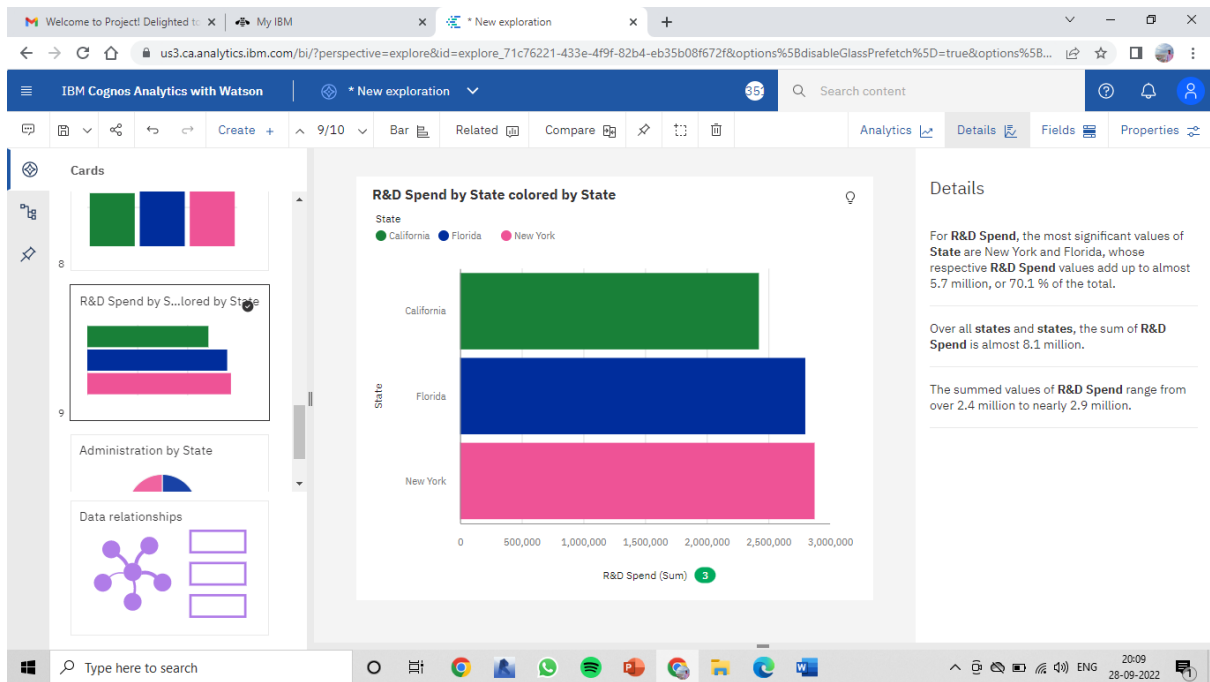 Welcome to Project! Delighted to
My IBM
* New exploration
us3.ca.analytics.ibm.com/bi/?perspective=explore&id=explore_71c76221-433e-4f9f-82b4-eb35b08f672f&options%5BdisableGlassPrefetch%5D=true&options%5B...
IBM Cognos Analytics with Watson
* New exploration
Search content
Create +
9/10
Bar
Related
Compare
Analytics
Details
Fields
Properties
Cards
8
R&D Spend by S...lored by State
9
Administration by State
Data relationships
R&D Spend by State colored by State
State
California
Florida
New York
California
Florida
New York
State
0
500,000
1,000,000
1,500,000
2,000,000
2,500,000
3,000,000
R&D Spend (Sum)
3
Details
For R&D Spend, the most significant values of
State are New York and Florida, whose
respective R&D Spend values add up to almost
5.7 million, or 70.1 % of the total.
Over all states and states, the sum of R&D
Spend is almost 8.1 million.
The summed values of R&D Spend range from
over 2.4 million to nearly 2.9 million.
Type here to search
ENG
20:09
28-09-2022
1